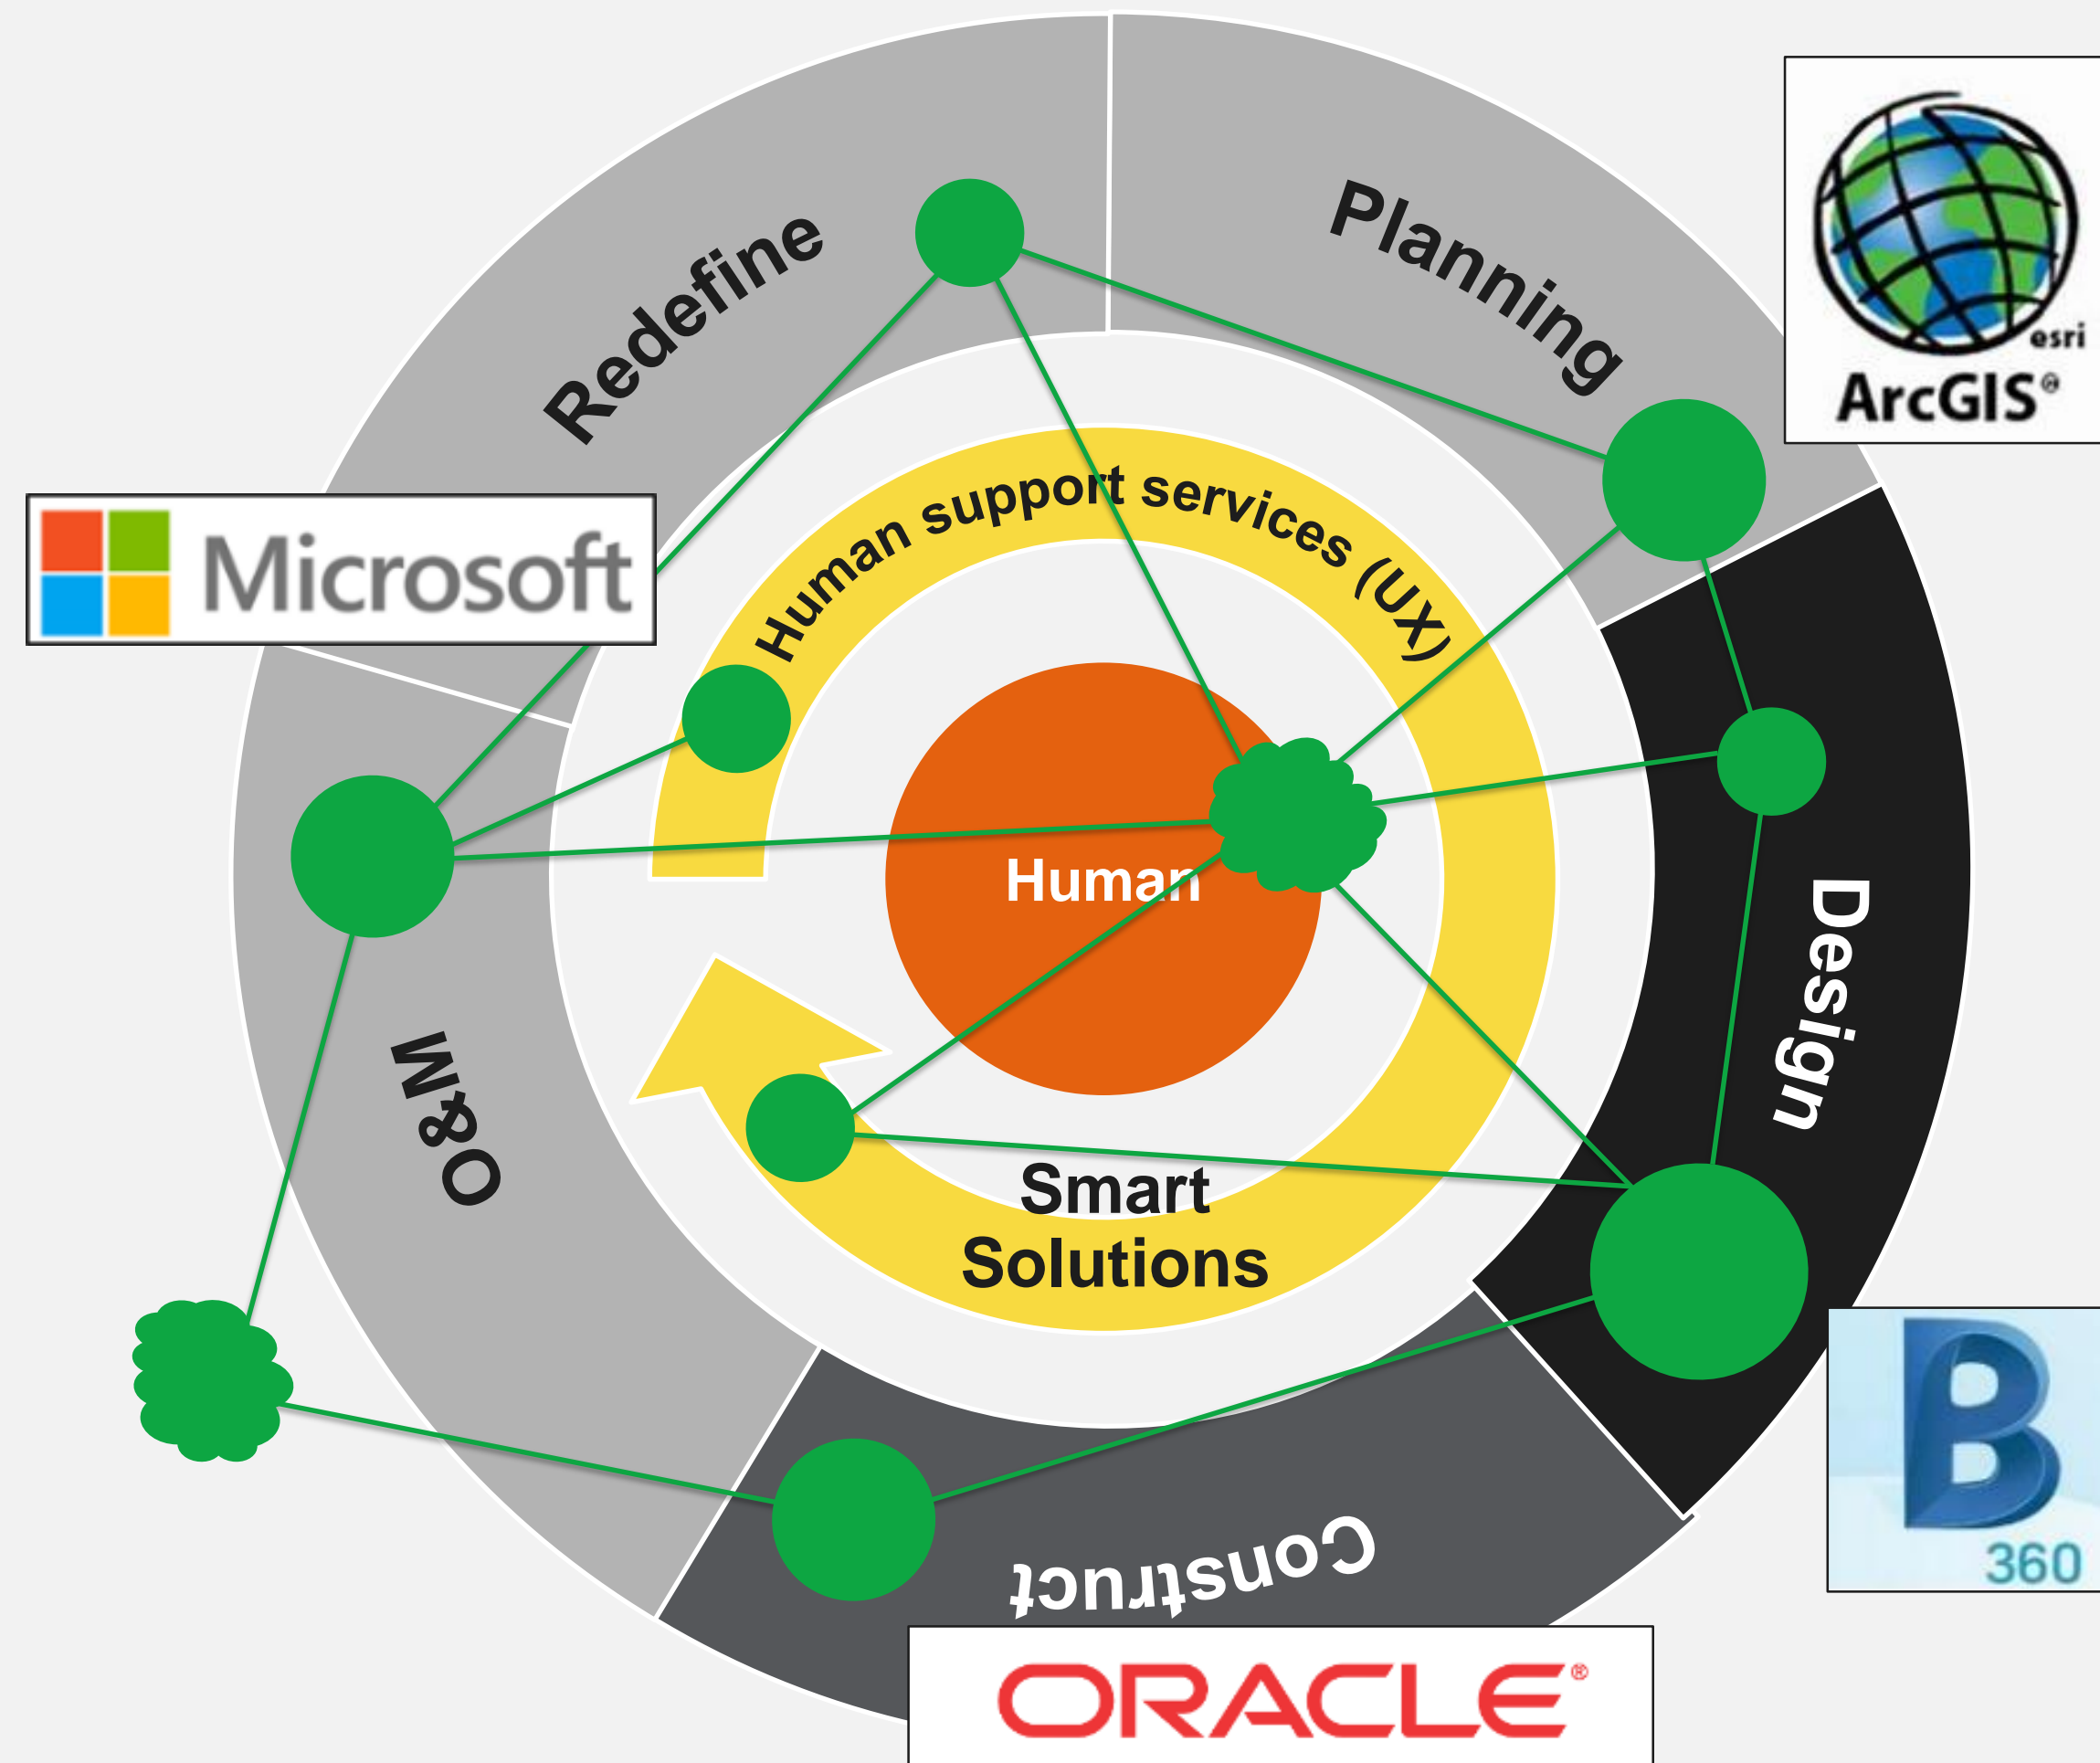 Redefine
Planning
esri
ArcGIS®
Microsoft
Human support services (UX)
Human
Design
O&M
Smart
Solutions
B
360
Construct
ORACLE®